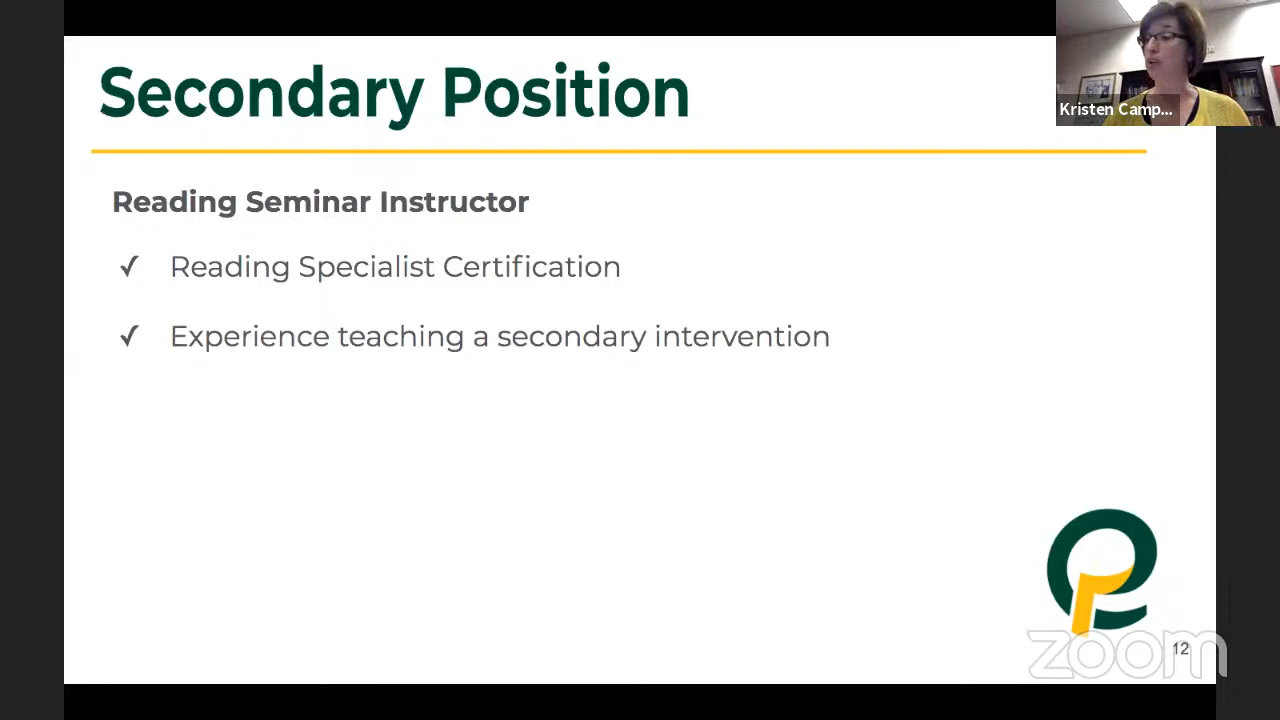 Secondary Position
Kristen Camp...
Reading Seminar Instructor
✓ Reading Specialist Certification
✓ Experience teaching a secondary intervention
12
zoom